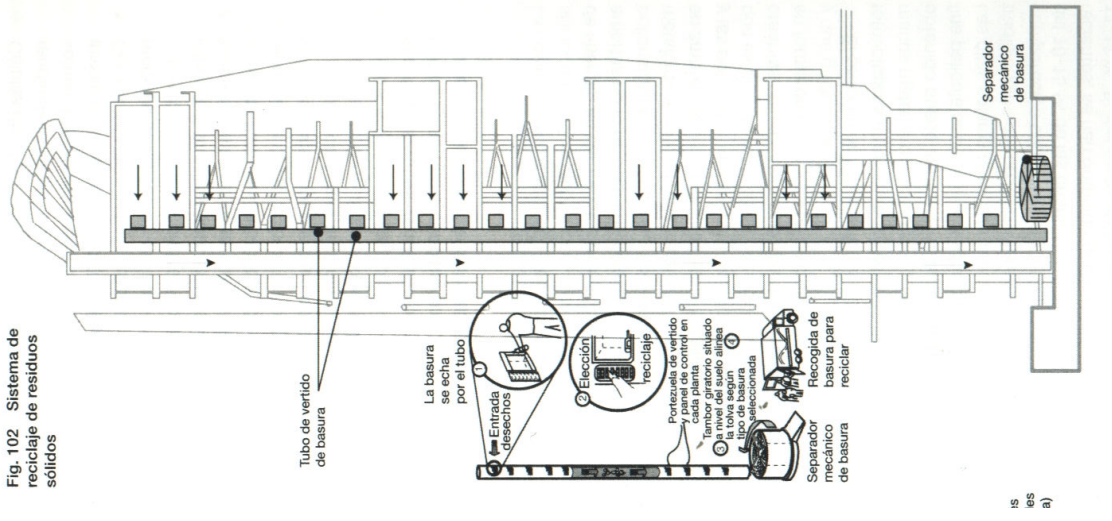 Fig. 102 Sistema de
reciclaje de residuos
sólidos
Tubo de vertido
de basura
La basura
se echa
por el tubo
1
Entrada
desechos
2 Elección
reciclaje
Portezuela de vertido
y panel de control en
cada planta
Tambor giratorio situado
3 a nivel del suelo alinea
la tolva según
tipo de basura
seleccionada
4
Separador
mecánico
de basura
Recogida de
basura para
reciclar
Separador
mecánico
de basura
es
a)